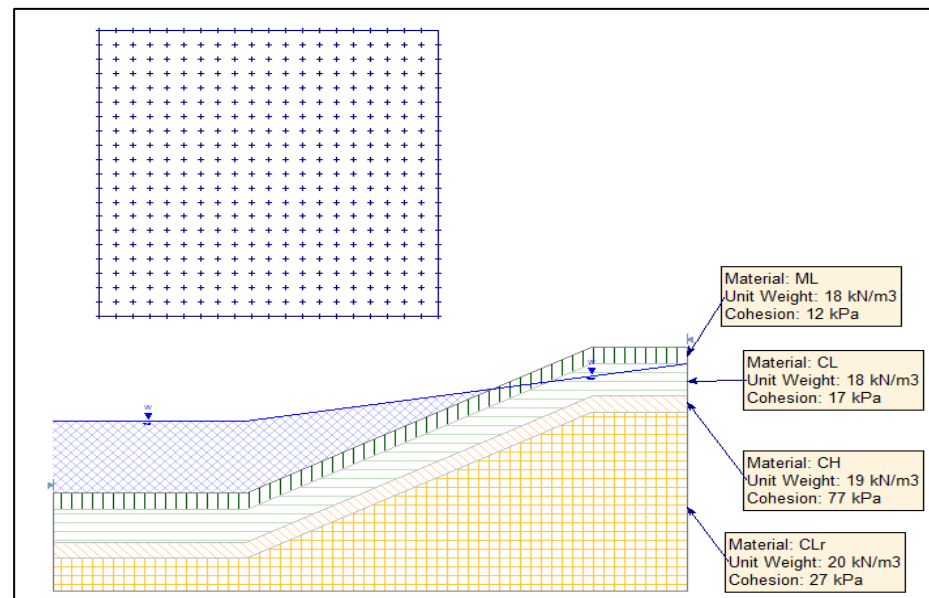 Material: ML
Unit Weight: 18 kN/m3
Cohesion: 12 kPa
Material: CL
Unit Weight: 18 kN/m3
Cohesion: 17 kPa
W
W
Material: CH
Unit Weight: 19 kN/m3
Cohesion: 77 kPa
Material: CLr
Unit Weight: 20 kN/m3
Cohesion: 27 kPa